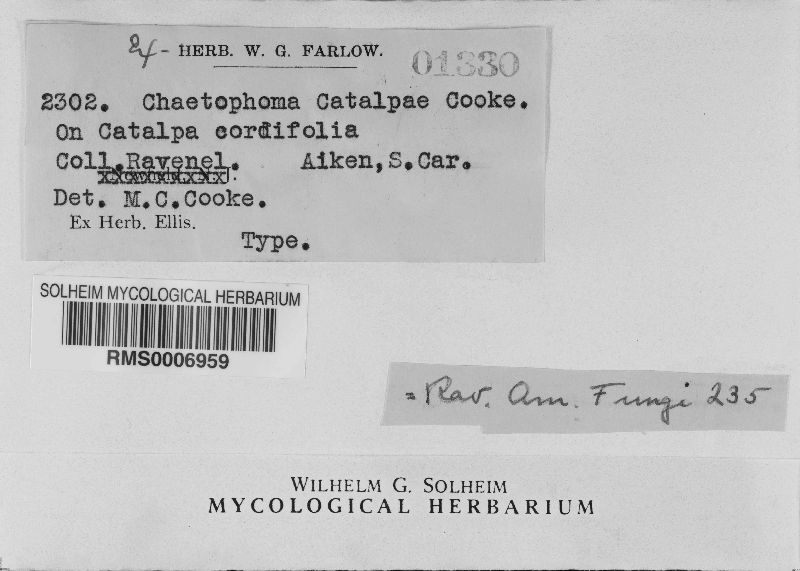 Ex - HERB. W. G. FARLOW.
01330
2302. Chaetophoma Catalpae Cooke.
On Catalpa cordifolia
Coll. Ravenel. Aiken, S. Car.
Det. M. C. Cooke.
Ex Herb. Ellis.
Type.
SOLHEIM MYCOLOGICAL HERBARIUM
RMS0006959
= Rav. Am. Fungi 235
WILHELM G. SOLHEIM
MYCOLOGICAL HERBARIUM